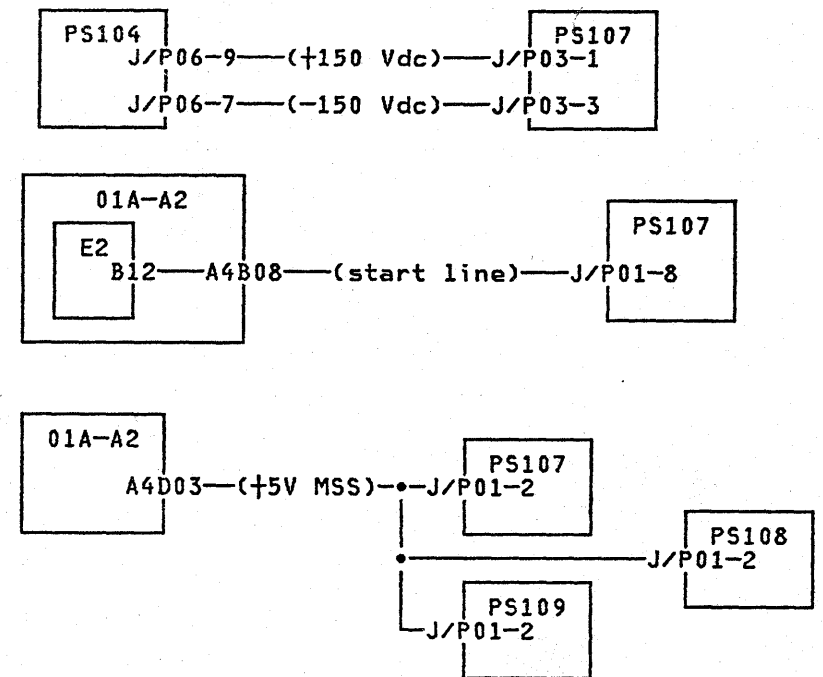 PS104 PS107
J/P06-9—(+150 Vdc)—J/P03-1
J/P06-7—(-150 Vdc)—J/P03-3
01A-A2
PS107
E2
B12—A4B08—(start line)—J/P01-8
01A-A2
PS107
A4D03—(+5V MSS)—J/P01-2
PS108
J/P01-2
PS109
J/P01-2